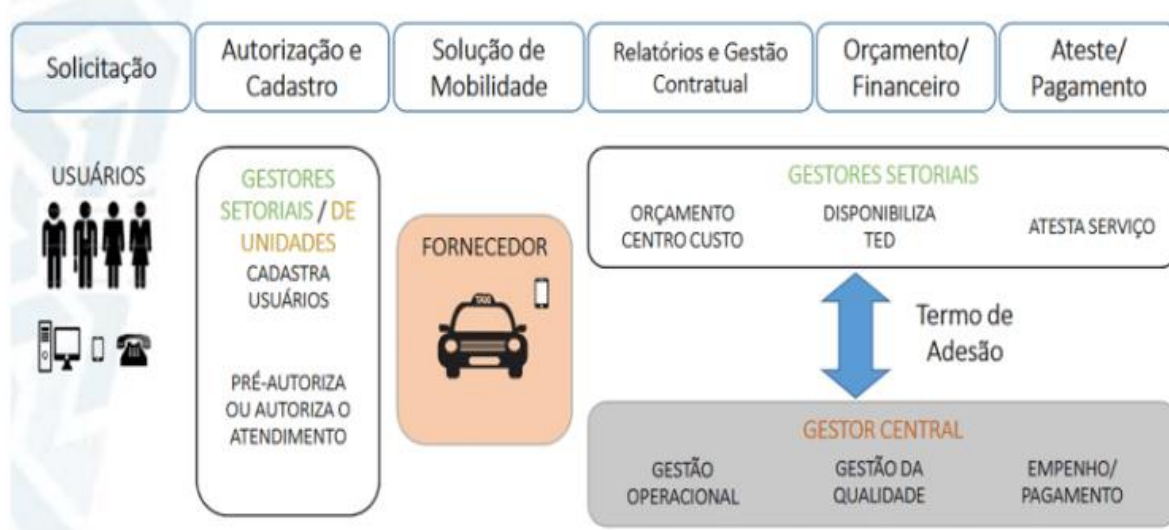 Solicitação
Autorização e
Cadastro
Solução de
Mobilidade
Relatórios e Gestão
Contratual
Orçamento/
Financeiro
Ateste/
Pagamento
USUÁRIOS
GESTORES
SETORIAIS / DE
UNIDADES
CADASTRA
USUÁRIOS
PRÉ-AUTORIZA
OU AUTORIZA O
ATENDIMENTO
FORNECEDOR
TAXI
GESTORES SETORIAIS
ORÇAMENTO
CENTRO CUSTO
DISPONIBILIZA
TED
ATESTA SERVIÇO
Termo de
Adesão
GESTOR CENTRAL
GESTÃO
OPERACIONAL
GESTÃO DA
QUALIDADE
EMPENHO/
PAGAMENTO